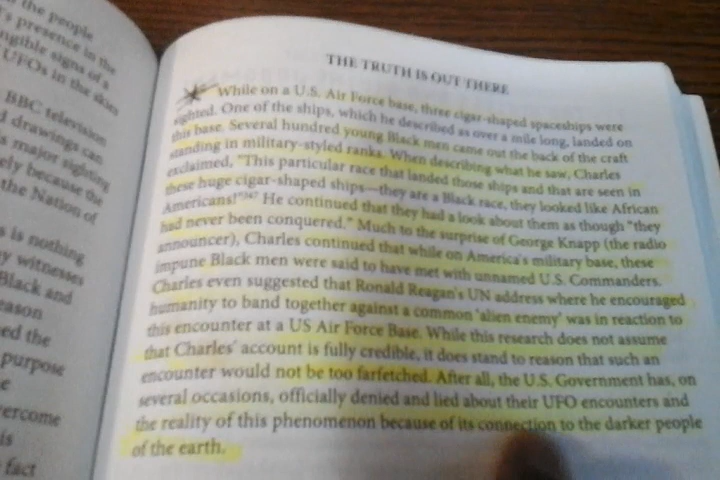 the people
's presence in the
ngible signs of a
UFOs in the skies
BBC television
d drawings can
s major sighting
ely because the
the Nation of
s is nothing
y witnesses
Black and
eason
ed the
purpose
e
ercome
is
fact
THE TRUTH IS OUT THERE
While on a U.S. Air Force base, three cigar-shaped spaceships were
sighted. One of the ships, which he described as over a mile long, landed on
this base. Several hundred young Black men came out the back of the craft
standing in military-styled ranks. When describing what he saw, Charles
exclaimed, "This particular race that landed those ships and that are seen in
these huge cigar-shaped ships—they are a Black race, they looked like African
Americans!"³⁴⁷ He continued that they had a look about them as though "they
had never been conquered." Much to the surprise of George Knapp (the radio
announcer), Charles continued that while on America's military base, these
impune Black men were said to have met with unnamed U.S. Commanders.
Charles even suggested that Ronald Reagan's UN address where he encouraged
humanity to band together against a common 'alien enemy' was in reaction to
this encounter at a US Air Force Base. While this research does not assume
that Charles' account is fully credible, it does stand to reason that such an
encounter would not be too farfetched. After all, the U.S. Government has, on
several occasions, officially denied and lied about their UFO encounters and
the reality of this phenomenon because of its connection to the darker people
of the earth.